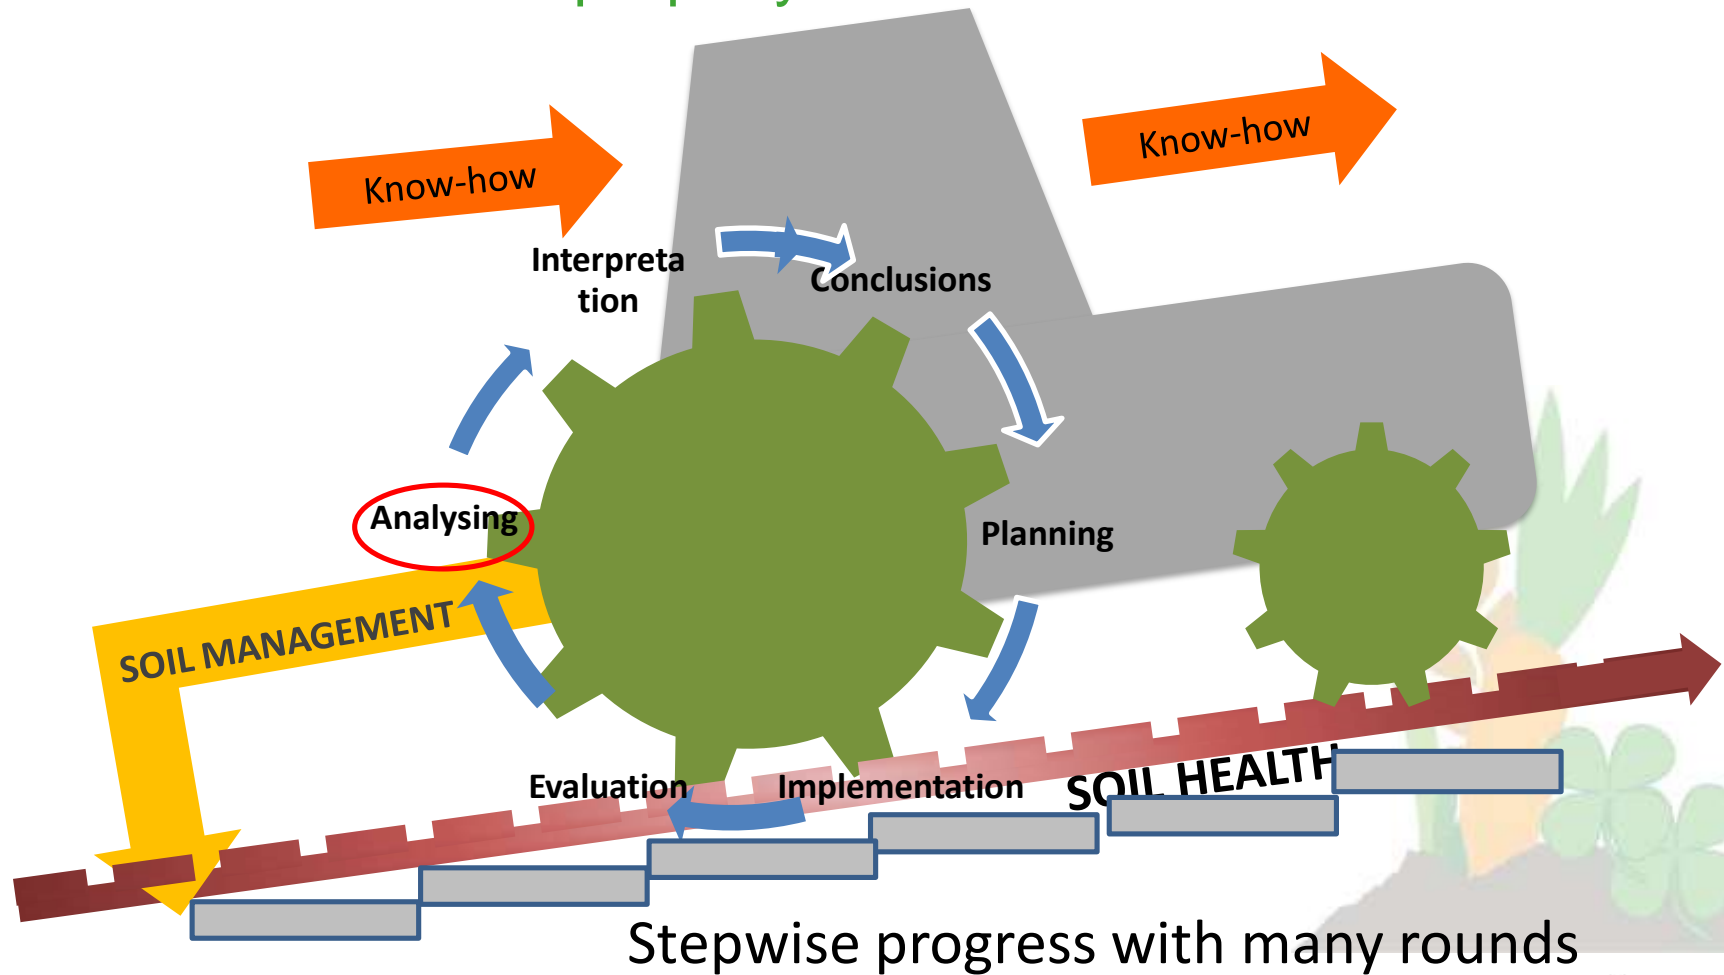 Know-how
Know-how
Interpreta
tion
Conclusions
Analysing
Planning
SOIL MANAGEMENT
Evaluation
Implementation
SOIL HEALTH
Stepwise progress with many rounds